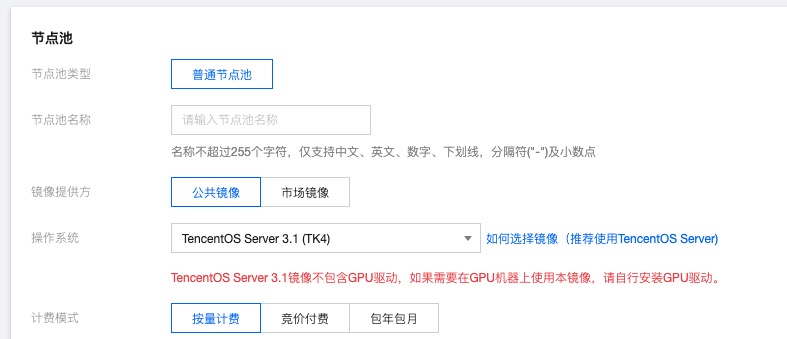 节点池
节点池类型 普通节点池
节点池名称 请输入节点池名称
名称不超过255个字符，仅支持中文、英文、数字、下划线，分隔符("-")及小数点
镜像提供方 公共镜像 市场镜像
操作系统 TencentOS Server 3.1 (TK4) 如何选择镜像（推荐使用TencentOS Server)
TencentOS Server 3.1镜像不包含GPU驱动，如果需要在GPU机器上使用本镜像，请自行安装GPU驱动。
计费模式 按量计费 竞价付费 包年包月